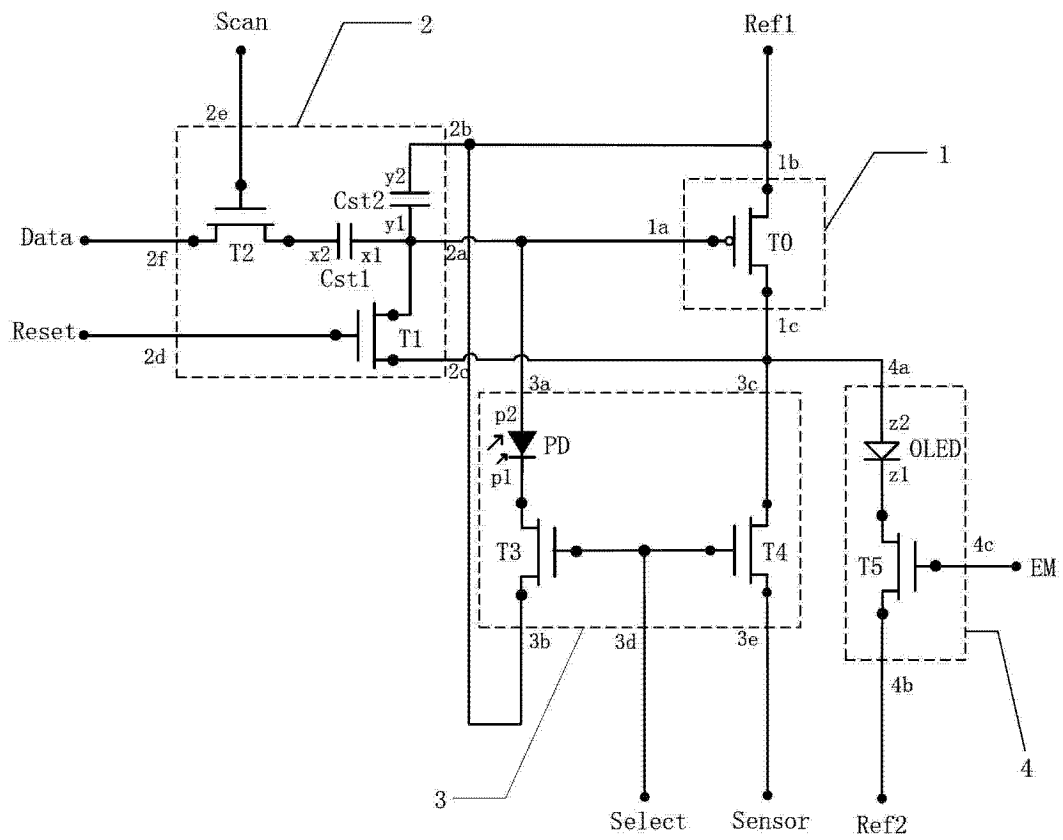 Scan
2
Ref1
2e
2b
1b
1
y2
Cst2
y1
Data
2f
T2
x2
x1
Cst1
2a
1a
T0
Reset
2d
T1
2c
1c
3a
3c
4a
p2
PD
p1
z2
OLED
z1
T3
T4
T5
4c
EM
3b
3d
3e
4b
3
4
Select
Sensor
Ref2